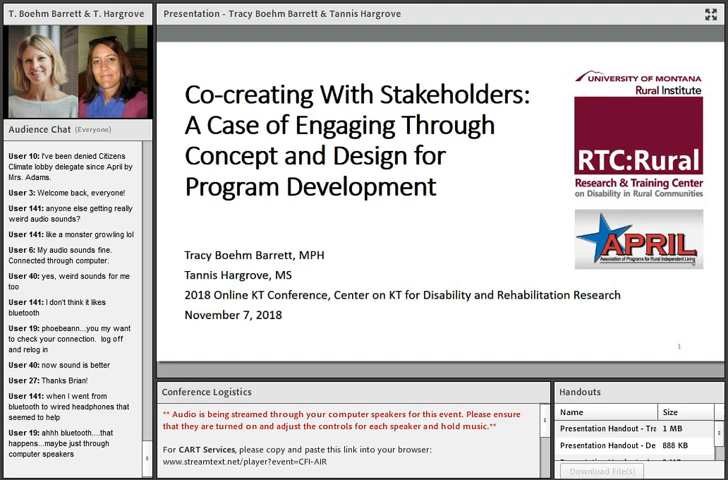 T. Boehm Barrett & T. Hargrove
Audience Chat (Everyone)
User 10: I've been denied Citizens
Climate lobby delegate since April by
Mrs. Adams.
User 3: Welcome back, everyone!
User 141: anyone else getting really
weird audio sounds?
User 141: like a monster growling lol
User 6: My audio sounds fine.
Connected through computer.
User 40: yes, weird sounds for me
too
User 141: I don't think it likes
bluetooth
User 19: phoebeann...you my want
to check your connection. log off
and relog in
User 40: now sound is better
User 27: Thanks Brian!
User 141: when I went from
bluetooth to wired headphones that
seemed to help
User 19: ahhh bluetooth....that
happens...maybe just through
computer speakers
Presentation - Tracy Boehm Barrett & Tannis Hargrove
Co-creating With Stakeholders:
A Case of Engaging Through
Concept and Design for
Program Development
UNIVERSITY OF MONTANA
Rural Institute
RTC:Rural
Research & Training Center
on Disability in Rural Communities
APRIL
Association of Programs for Rural Independent Living
Tracy Boehm Barrett, MPH
Tannis Hargrove, MS
2018 Online KT Conference, Center on KT for Disability and Rehabilitation Research
November 7, 2018
1
Conference Logistics
** Audio is being streamed through your computer speakers for this event. Please ensure
that they are turned on and adjust the controls for each speaker and hold music.**
For CART Services, please copy and paste this link into your browser:
www.streamtext.net/player?event=CFI-AIR
Handouts
Name Size
Presentation Handout - Tra 1 MB
Presentation Handout - De 888 KB
Download File(s)